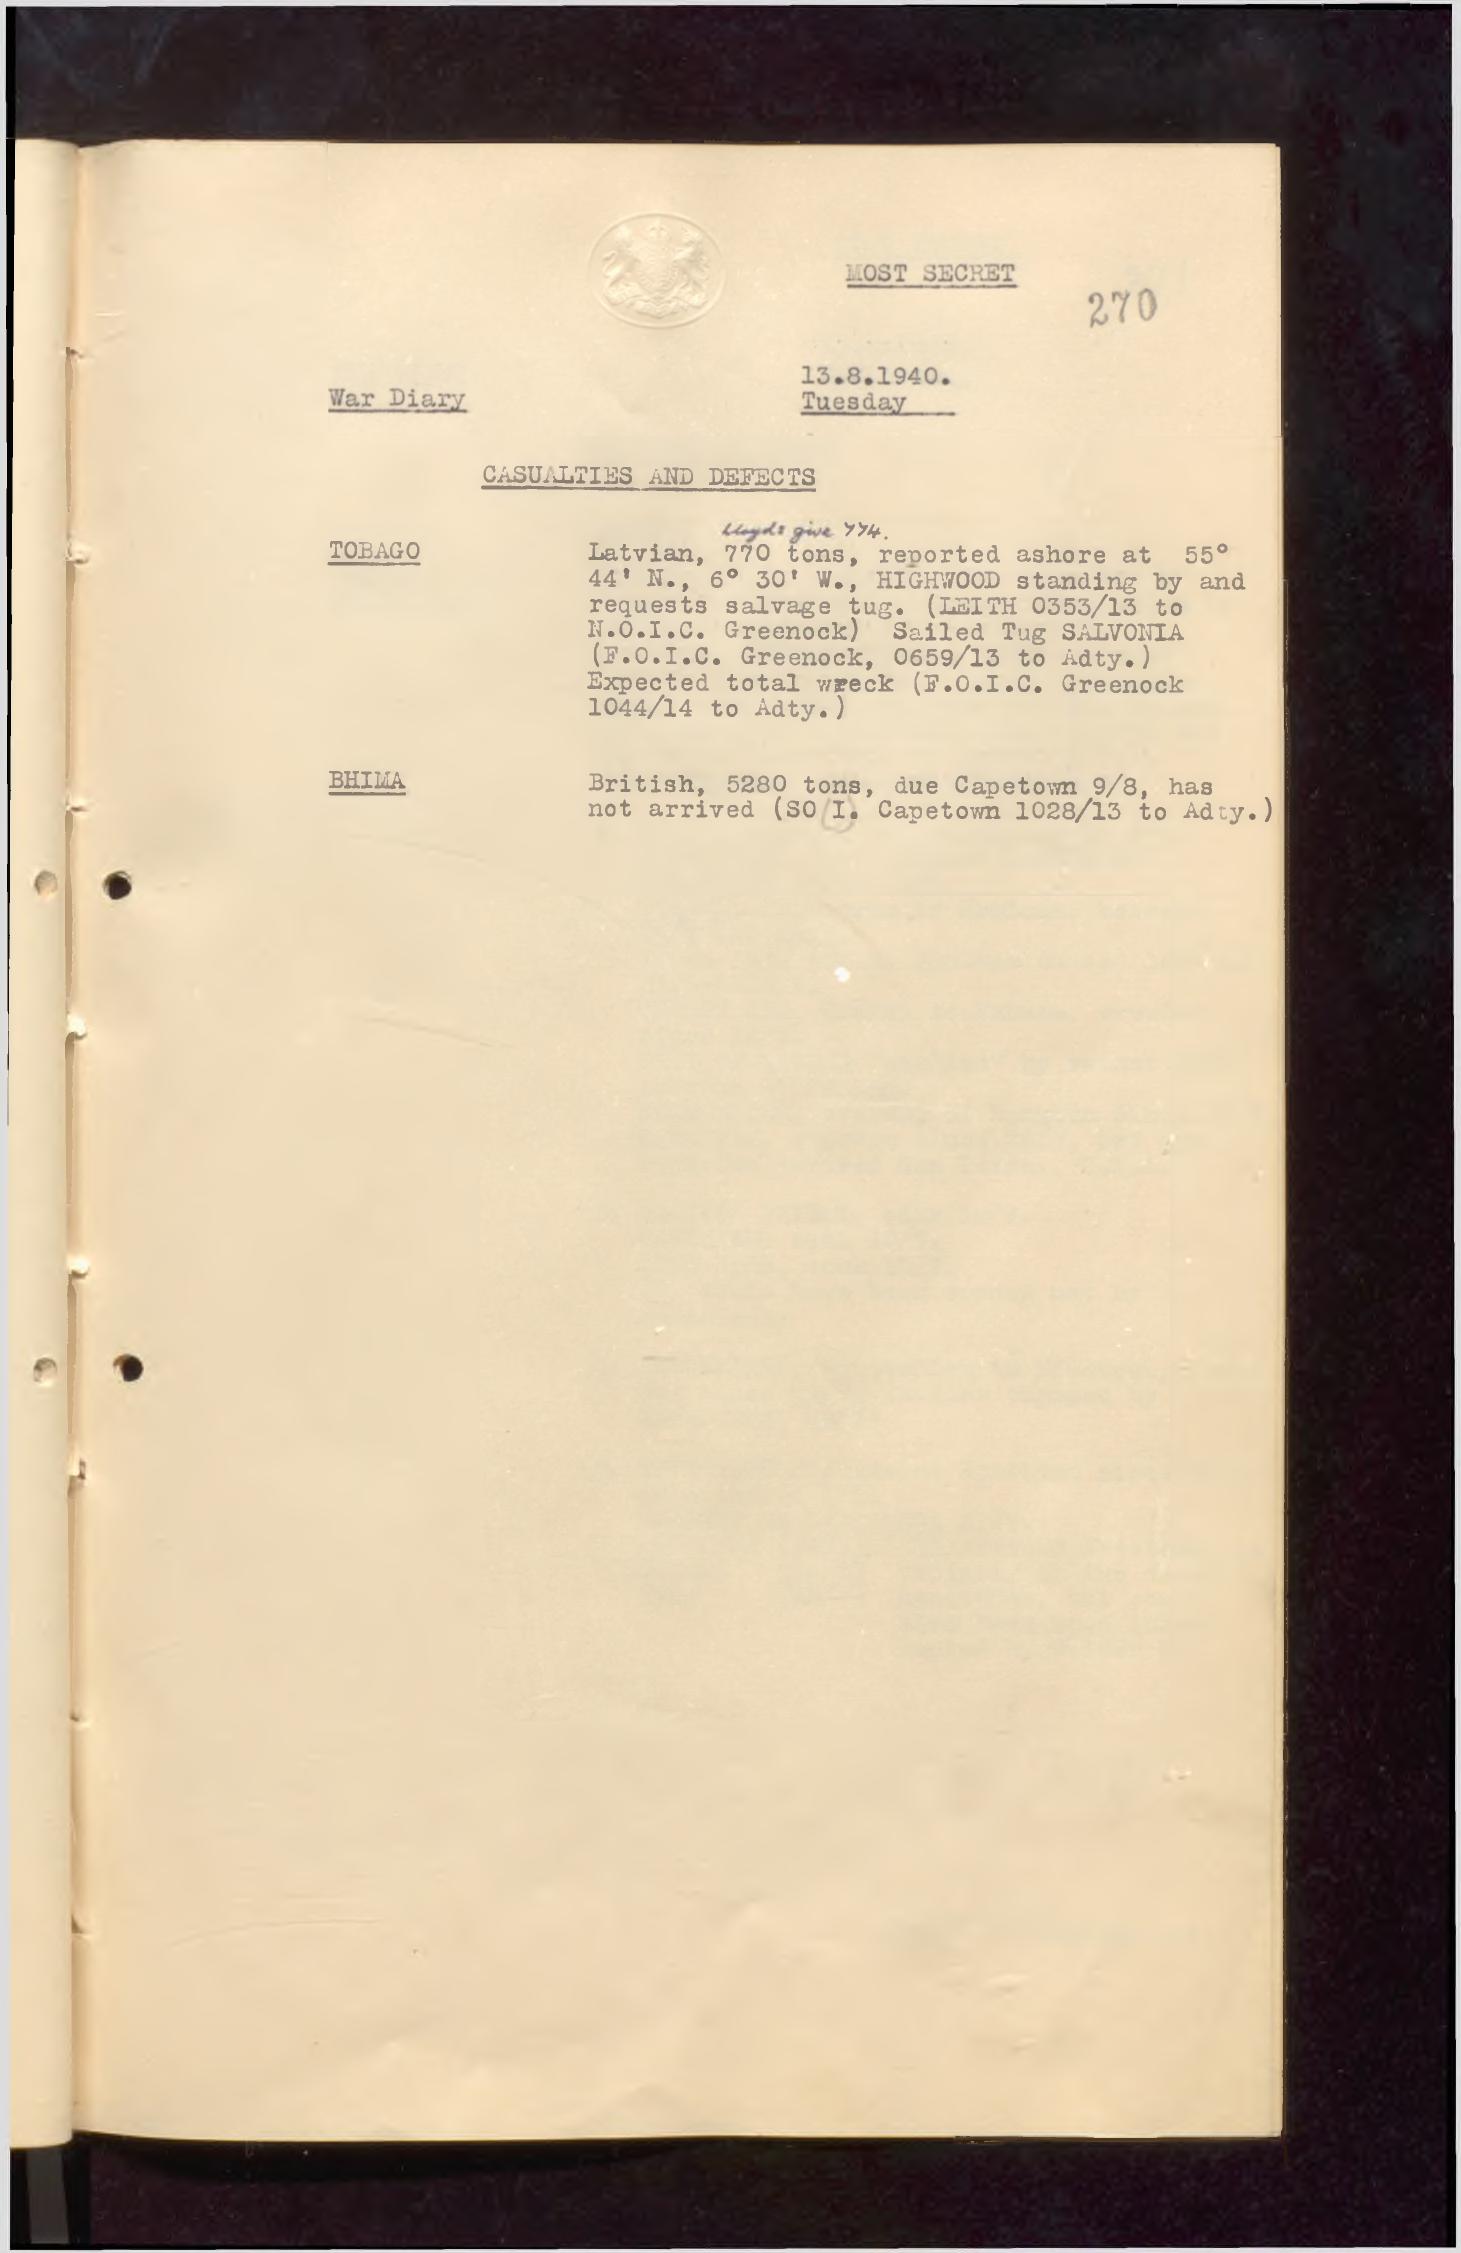 MOST SECRET
270
13.8.1940.
War Diary
Tuesday
CASUALTIES AND DEFECTS
Lloyds give 774.
TOBAGO Latvian, 770 tons, reported ashore at 55°
44' N., 6° 30' W., HIGHWOOD standing by and
requests salvage tug. (LEITH 0353/13 to
N.O.I.C. Greenock) Sailed Tug SALVONIA
(F.O.I.C. Greenock, 0659/13 to Adty.)
Expected total wreck (F.O.I.C. Greenock
1044/14 to Adty.)
BHIMA British, 5280 tons, due Capetown 9/8, has
not arrived (SO I. Capetown 1028/13 to Adty.)